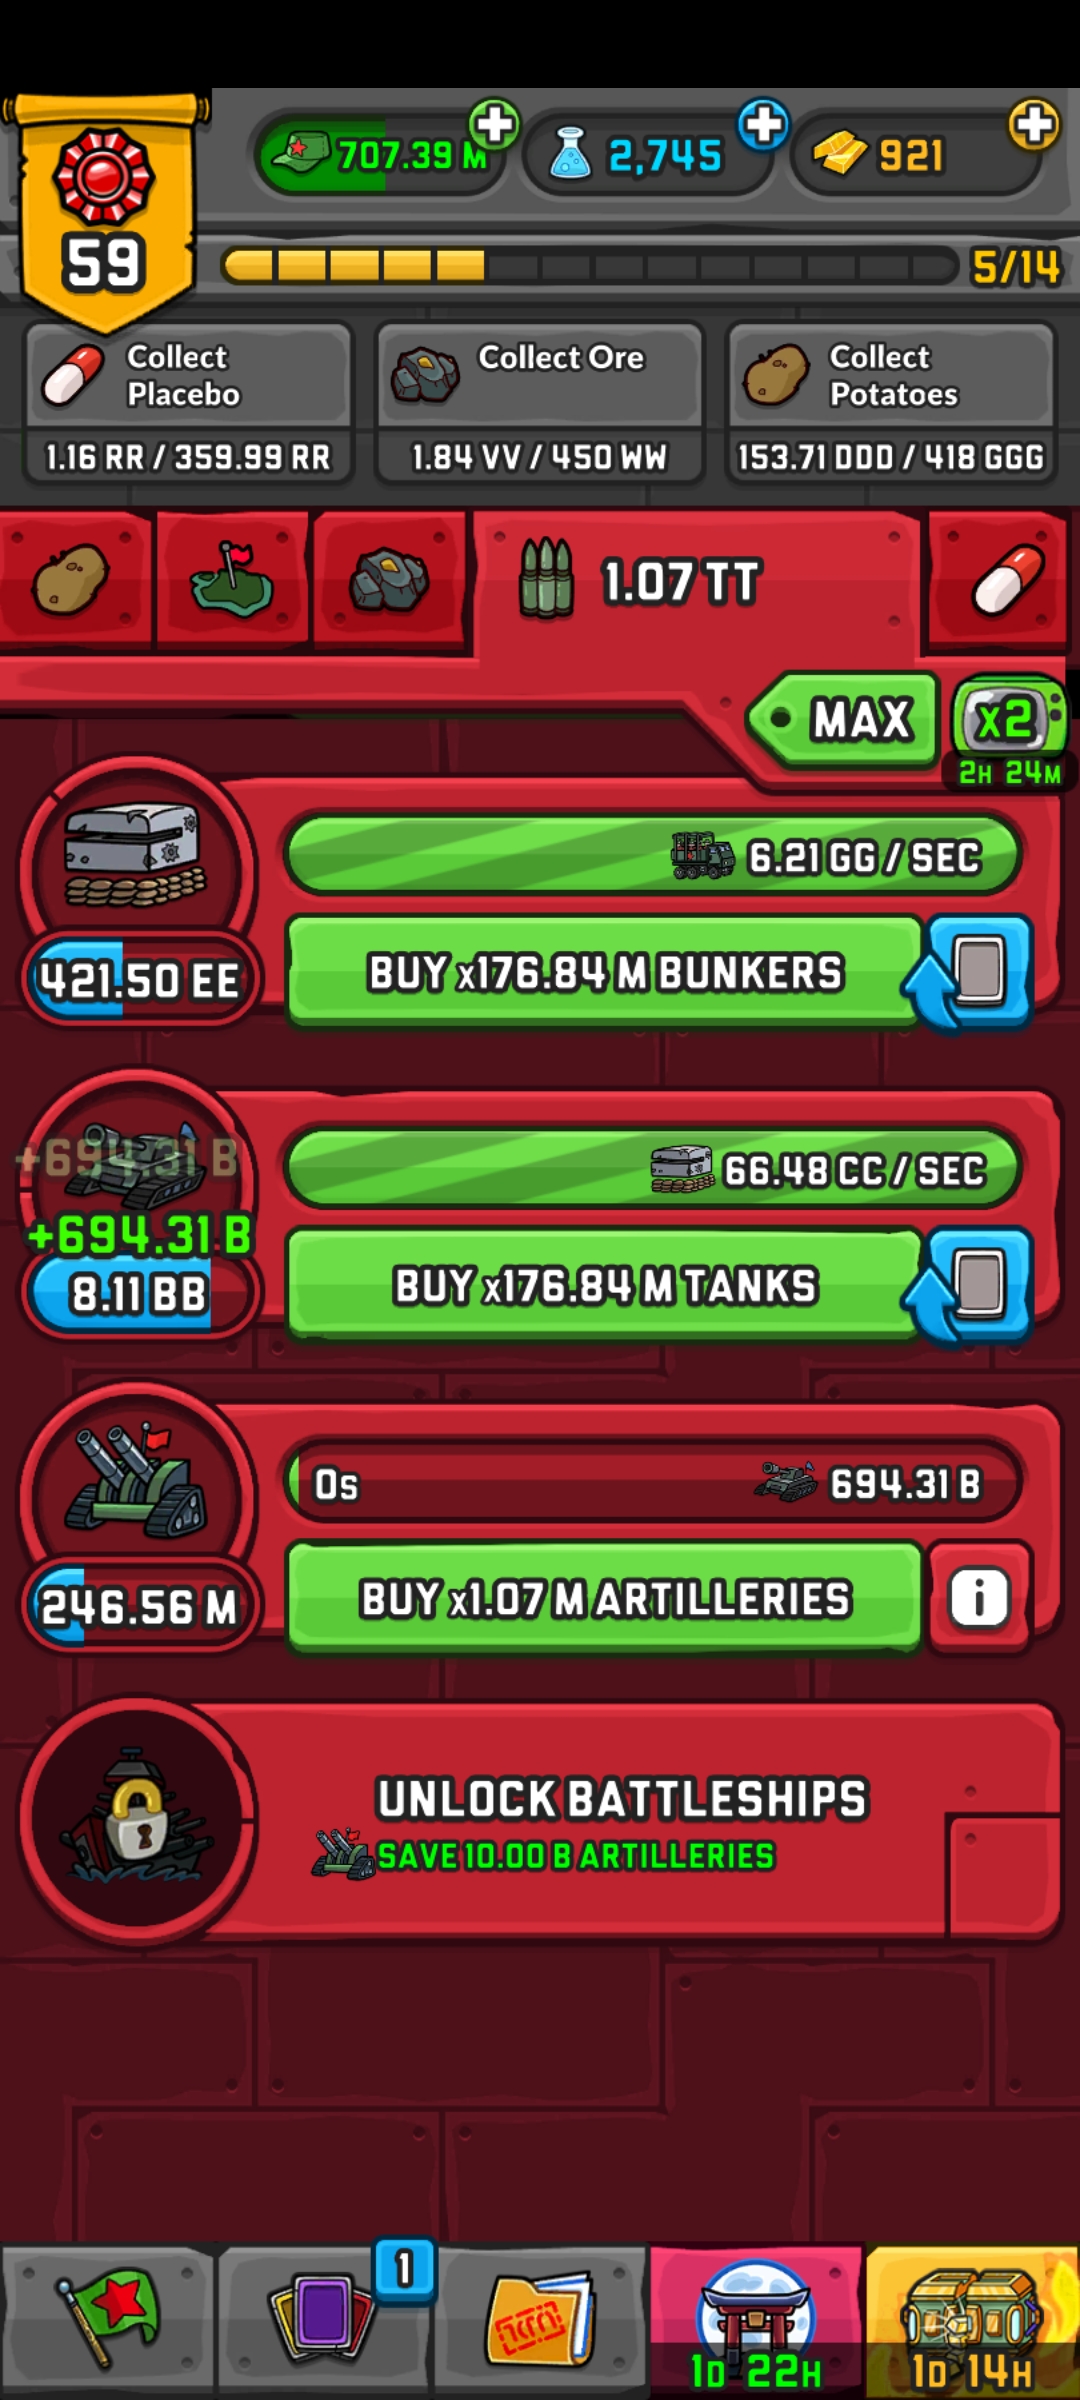 707.39 M
2,745
921
59
5/14
Collect
Placebo
1.16 RR / 359.99 RR
Collect Ore
1.84 VV / 450 WW
Collect
Potatoes
153.71 DDD / 418 GGG
1.07 TT
MAX
x2
2H 24M
6.21 GG / SEC
421.50 EE
BUY x176.84 M BUNKERS
+694.31 B
66.48 CC / SEC
+694.31 B
8.11 BB
BUY x176.84 M TANKS
0s
694.31 B
246.56 M
BUY x1.07 M ARTILLERIES
i
UNLOCK BATTLESHIPS
SAVE 10.00 B ARTILLERIES
1
1D 22H
1D 14H